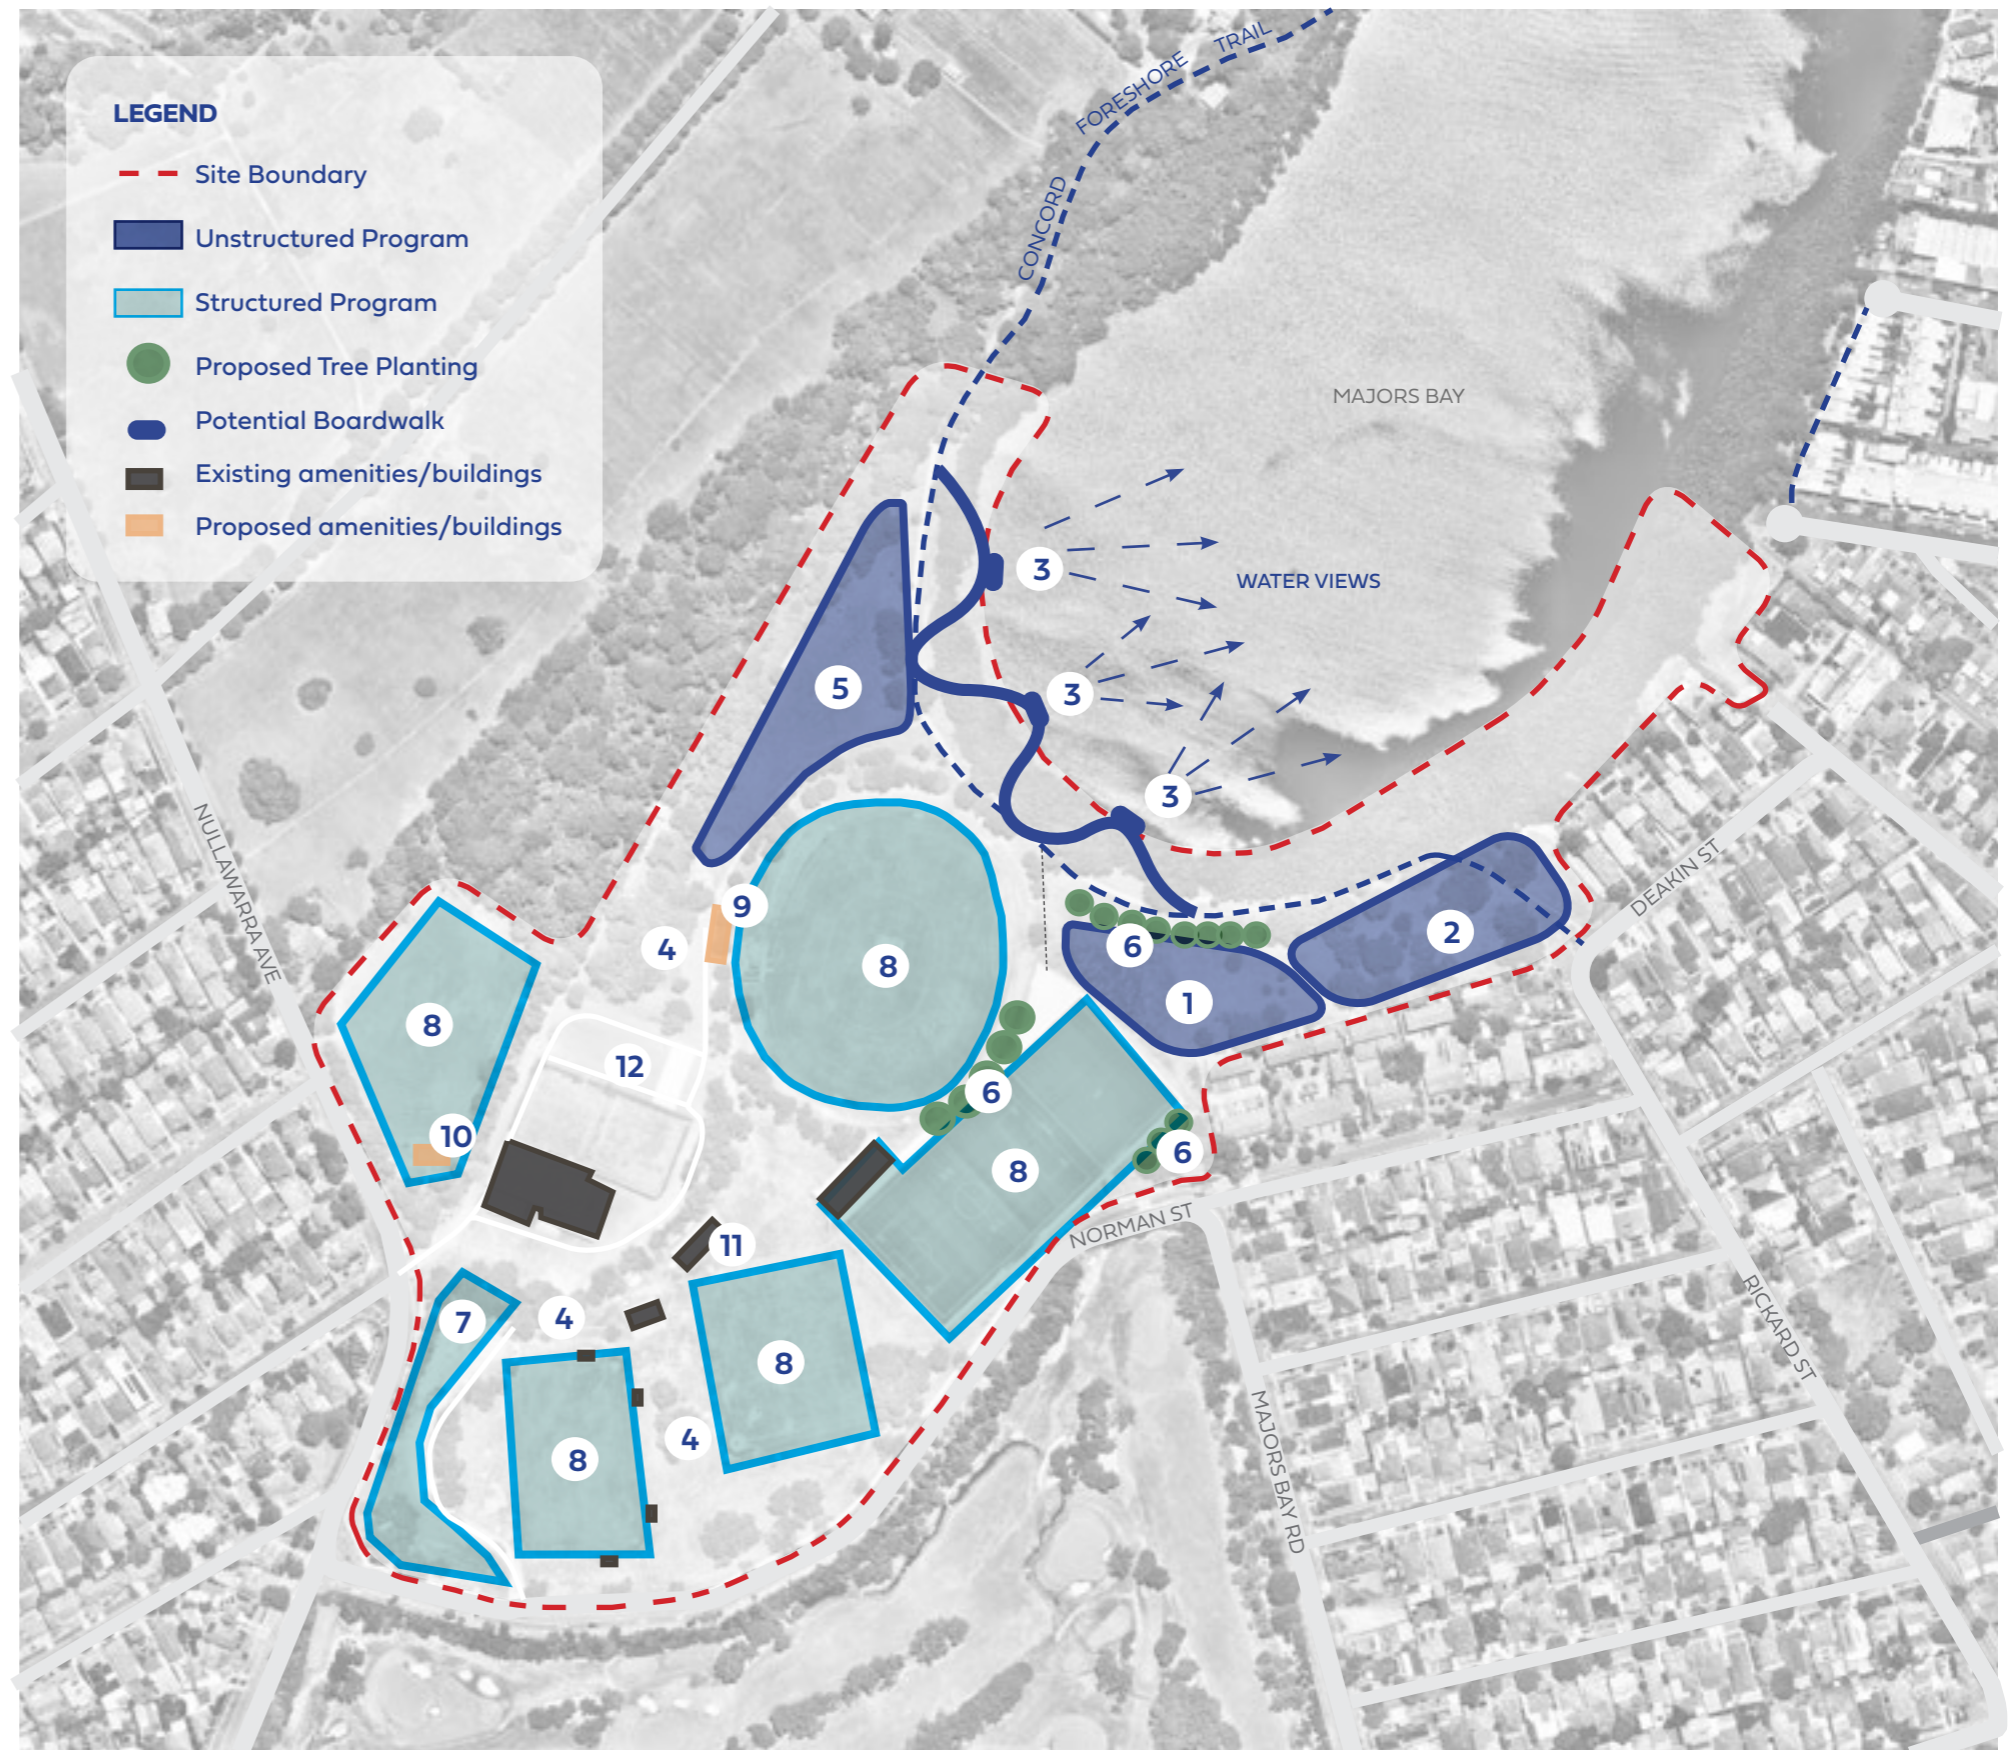 LEGEND
Site Boundary
Unstructured Program
Structured Program
Proposed Tree Planting
Potential Boardwalk
Existing amenities/buildings
Proposed amenities/buildings
CONCORD FORESHORE TRAIL
MAJORS BAY
WATER VIEWS
3
3
3
5
9
4
8
6
2
1
8
12
6
10
8
6
11
7
4
8
4
8
NULLAWARRA AVE
DEAKIN ST
NORMAN ST
RICKARD ST
MAJORS BAY RD